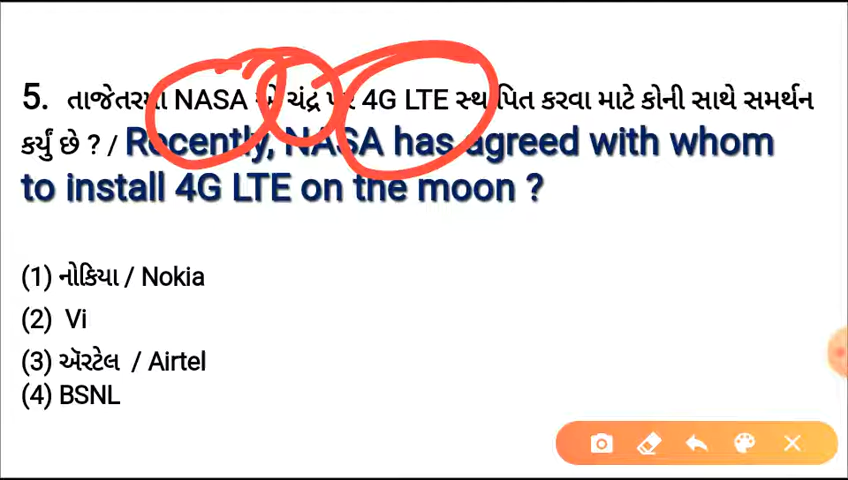 5. તાજેતરમાં NASA એ ચંદ્ર પર 4G LTE સ્થાપિત કરવા માટે કોની સાથે સમર્થન
કર્યું છે ? / Recently, NASA has agreed with whom
to install 4G LTE on the moon ?
(1) નોકિયા / Nokia
(2) Vi
(3) ઍરટેલ / Airtel
(4) BSNL